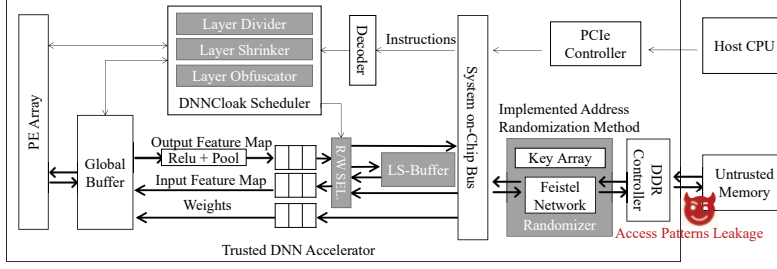 Layer Divider
Layer Shrinker
Layer Obfuscator
DNNCloak Scheduler
Decoder
Instructions
System on-Chip Bus
PCIe
Controller
Host CPU
PE Array
Global
Buffer
Output Feature Map
Relu + Pool
Input Feature Map
Weights
R/W SEL.
LS-Buffer
Implemented Address
Randomization Method
Key Array
Feistel
Network
Randomizer
DDR
Controller
Untrusted
Memory
Access Patterns Leakage
Trusted DNN Accelerator